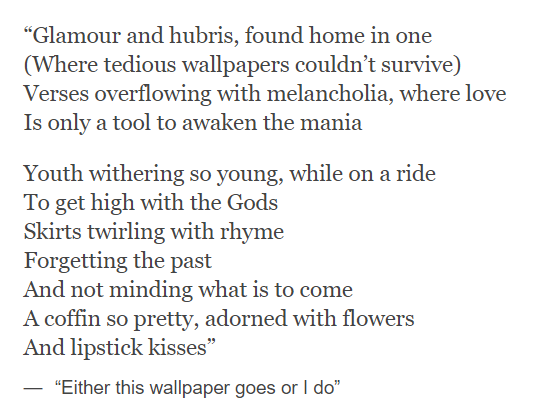 “Glamour and hubris, found home in one
(Where tedious wallpapers couldn’t survive)
Verses overflowing with melancholia, where love
Is only a tool to awaken the mania
Youth withering so young, while on a ride
To get high with the Gods
Skirts twirling with rhyme
Forgetting the past
And not minding what is to come
A coffin so pretty, adorned with flowers
And lipstick kisses”
— “Either this wallpaper goes or I do”